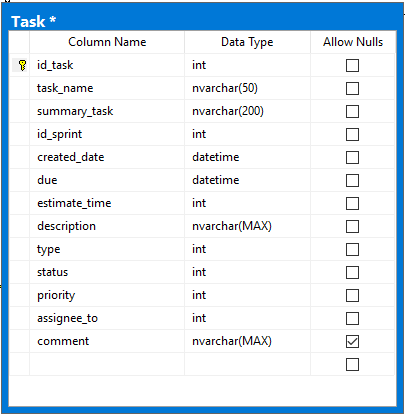 Task *
Column Name Data Type Allow Nulls
id_task int
task_name nvarchar(50)
summary_task nvarchar(200)
id_sprint int
created_date datetime
due datetime
estimate_time int
description nvarchar(MAX)
type int
status int
priority int
assignee_to int
comment nvarchar(MAX)